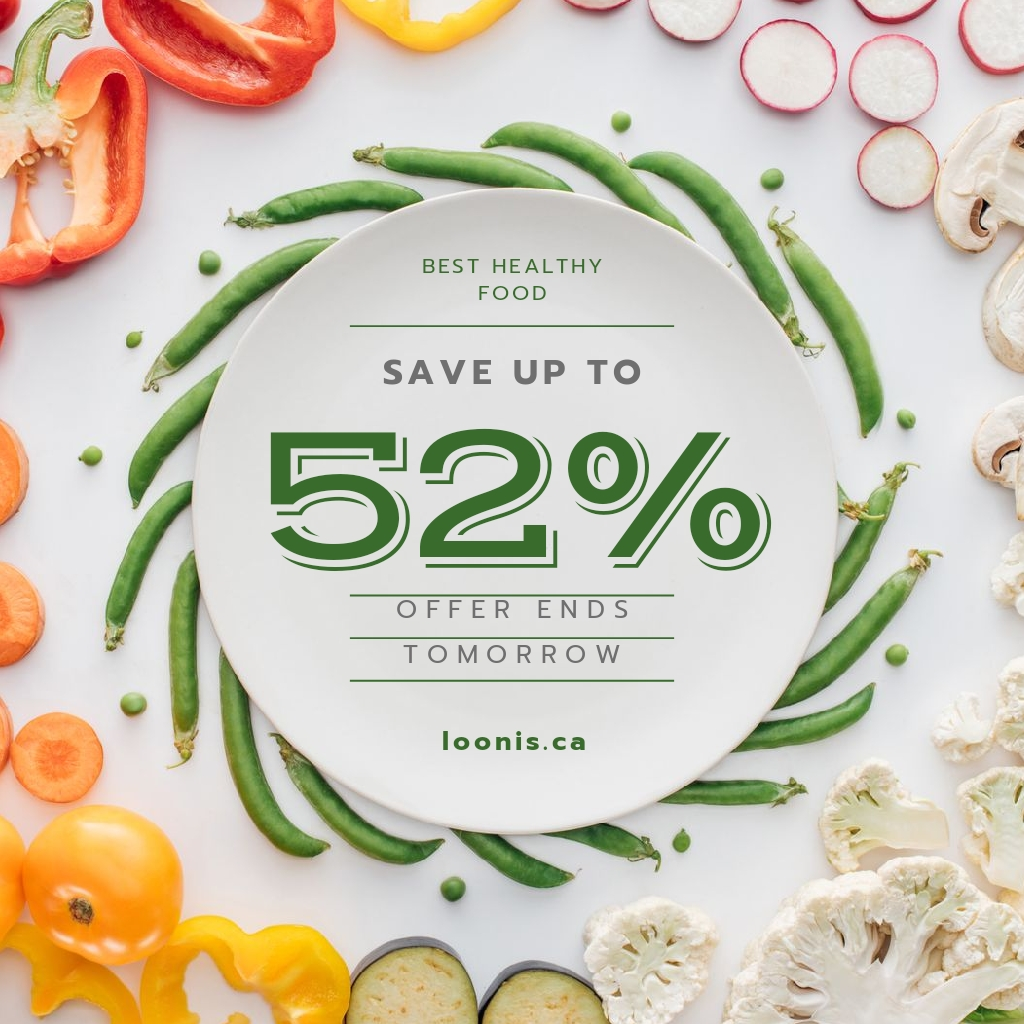 BEST HEALTHY
FOOD
SAVE UP TO
52%
OFFER ENDS
TOMORROW
loonis.ca